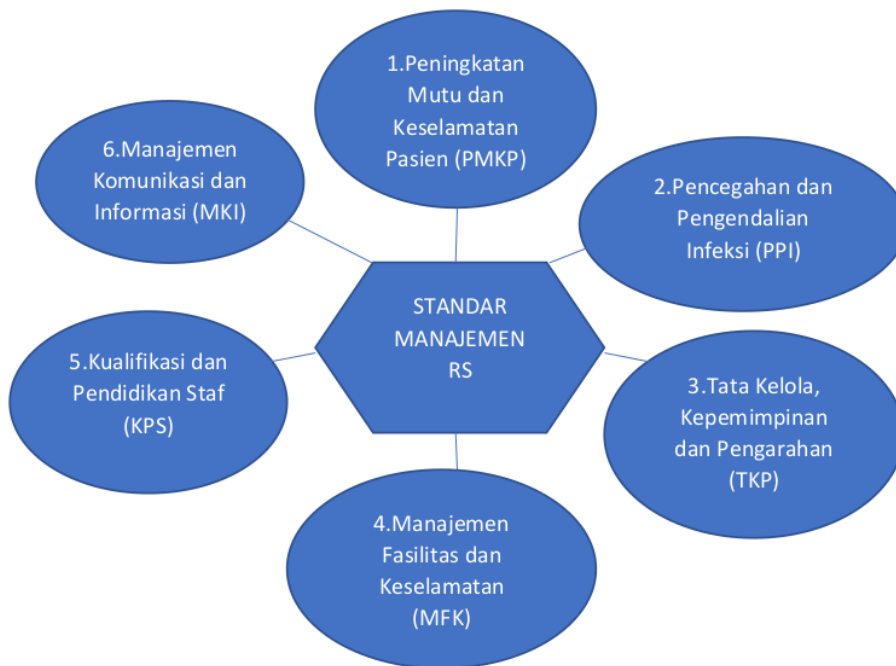 1.Peningkatan
Mutu dan
Keselamatan
Pasien (PMKP)
6.Manajemen
Komunikasi dan
Informasi (MKI)
2.Pencegahan dan
Pengendalian
Infeksi (PPI)
STANDAR
MANAJEMEN
RS
5.Kualifikasi dan
Pendidikan Staf
(KPS)
3.Tata Kelola,
Kepemimpinan
dan Pengarahan
(TKP)
4.Manajemen
Fasilitas dan
Keselamatan
(MFK)